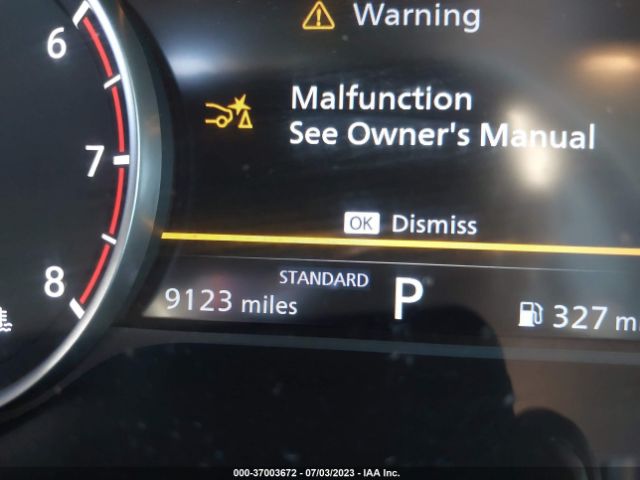 Warning
6
Malfunction
See Owner's Manual
7
OK Dismiss
STANDARD
8
9123 miles
P
327
000-37003672 - 07/03/2023 - IAA Inc.